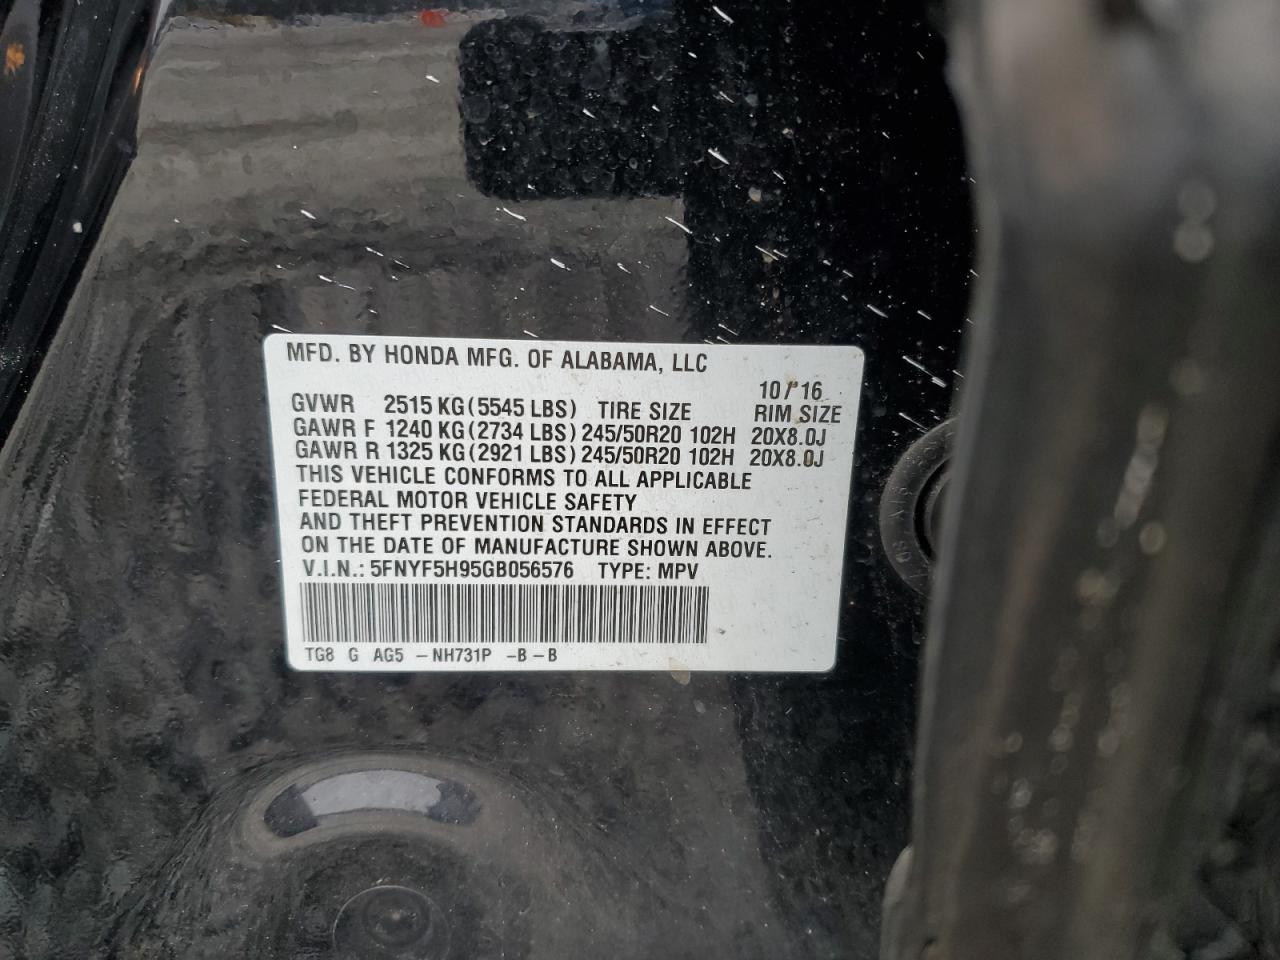 MFD. BY HONDA MFG. OF ALABAMA, LLC
10/16
GVWR 2515 KG (5545 LBS) TIRE SIZE RIM SIZE
GAWR F 1240 KG (2734 LBS) 245/50R20 102H 20X8.0J
GAWR R 1325 KG (2921 LBS) 245/50R20 102H 20X8.0J
THIS VEHICLE CONFORMS TO ALL APPLICABLE
FEDERAL MOTOR VEHICLE SAFETY
AND THEFT PREVENTION STANDARDS IN EFFECT
ON THE DATE OF MANUFACTURE SHOWN ABOVE.
V.I.N.: 5FNYF5H95GB056576 TYPE: MPV
TG8 G AG5 -NH731P -B-B